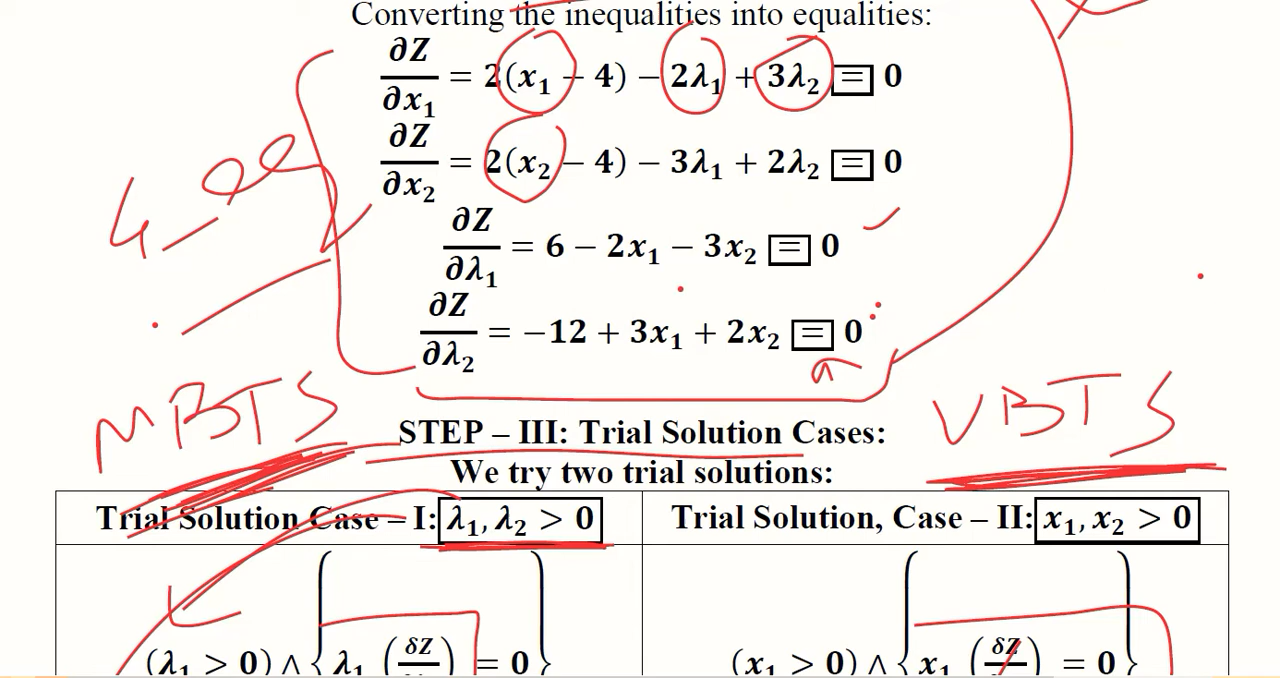 Converting the inequalities into equalities:
∂Z/∂x₁ = 2(x₁ − 4) − 2λ₁ + 3λ₂ = 0
∂Z/∂x₂ = 2(x₂ − 4) − 3λ₁ + 2λ₂ = 0
∂Z/∂λ₁ = 6 − 2x₁ − 3x₂ = 0
∂Z/∂λ₂ = −12 + 3x₁ + 2x₂ = 0
MBTS
VBTS
STEP – III: Trial Solution Cases:
We try two trial solutions:
Trial Solution Case – I: λ₁, λ₂ > 0
Trial Solution, Case – II: x₁, x₂ > 0
(λ₁ > 0) ∧ { λ₁ (δZ = 0 }
(x₁ > 0) ∧ { x₁ (δZ = 0 }